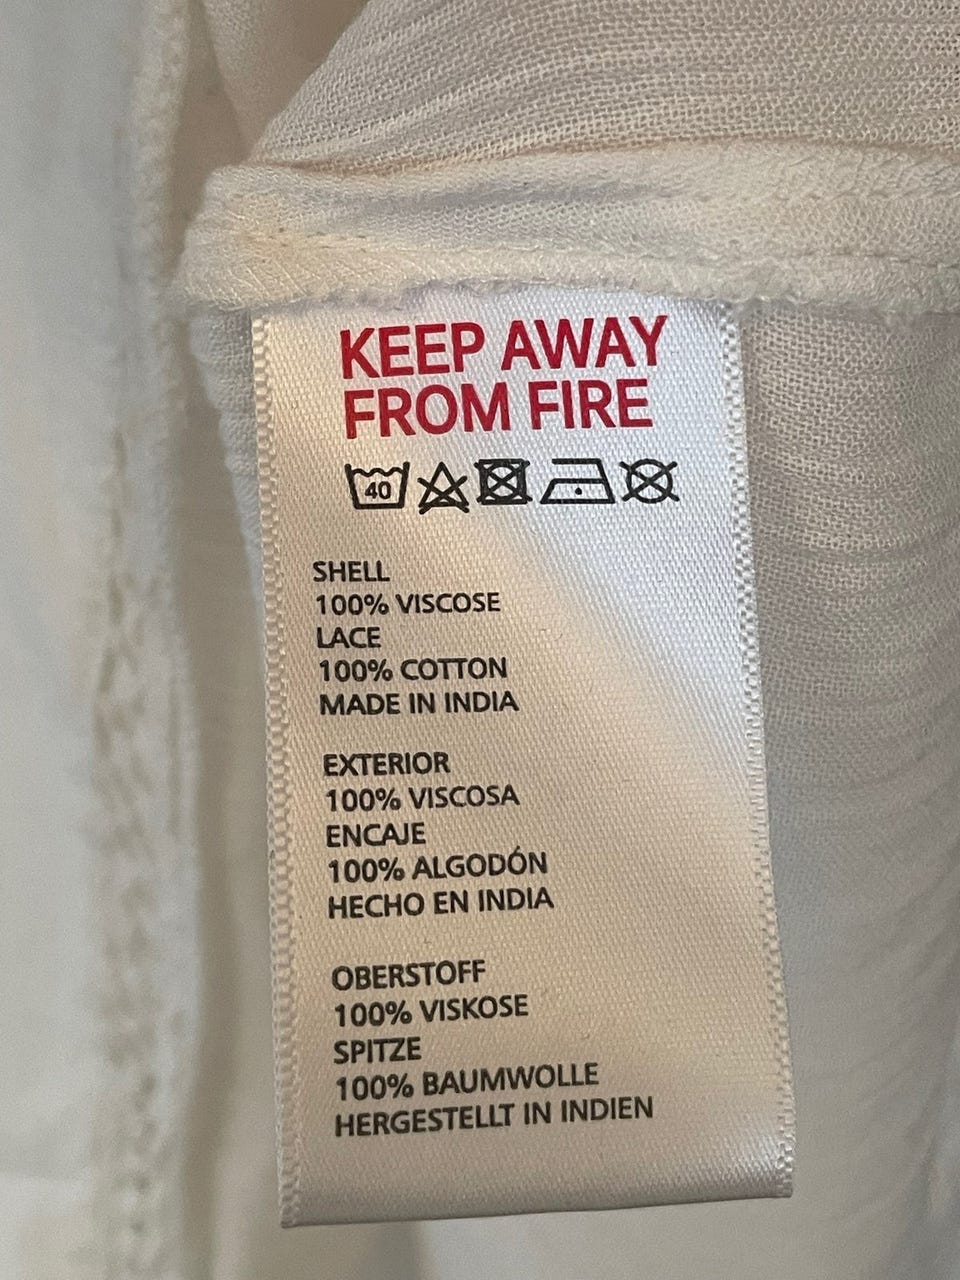 KEEP AWAY
FROM FIRE
40
SHELL
100% VISCOSE
LACE
100% COTTON
MADE IN INDIA
EXTERIOR
100% VISCOSA
ENCAJE
100% ALGODÓN
HECHO EN INDIA
OBERSTOFF
100% VISKOSE
SPITZE
100% BAUMWOLLE
HERGESTELLT IN INDIEN